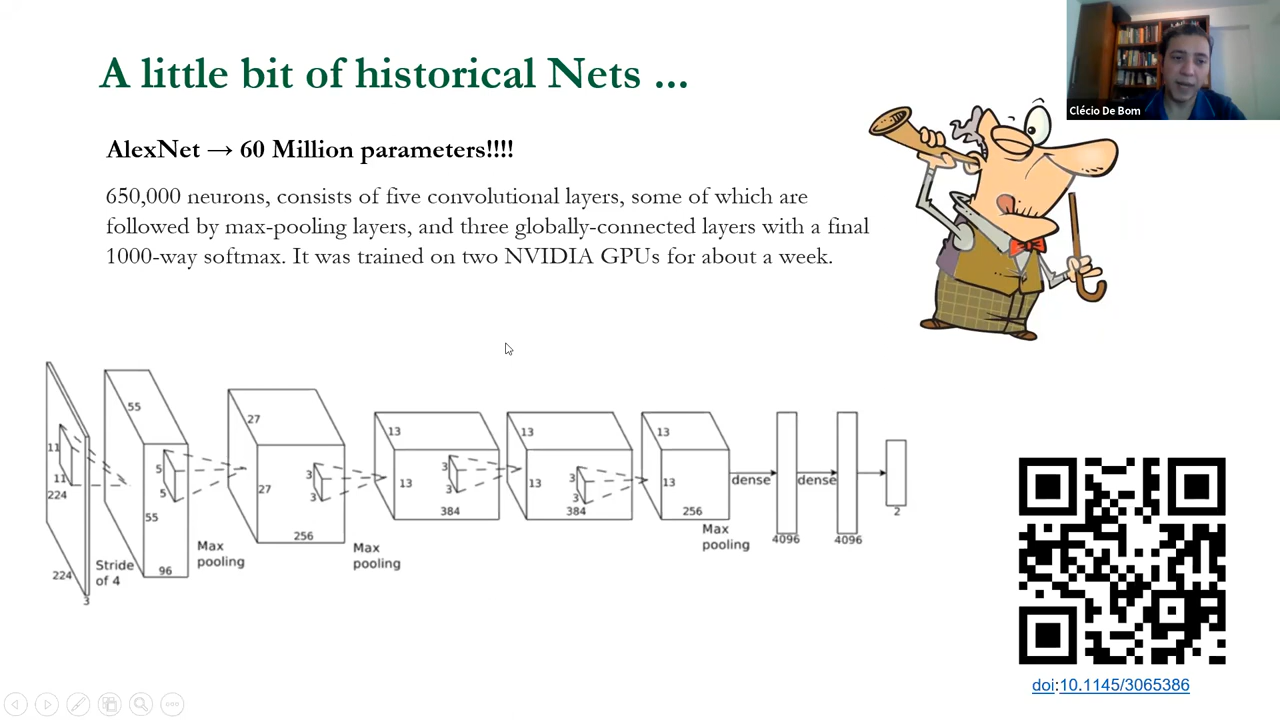 A little bit of historical Nets ...
Clécio De Bom
AlexNet → 60 Million parameters!!!!
650,000 neurons, consists of five convolutional layers, some of which are
followed by max-pooling layers, and three globally-connected layers with a final
1000-way softmax. It was trained on two NVIDIA GPUs for about a week.
11
11
224
224
3
Stride
of 4
55
5
5
55
96
Max
pooling
27
3
3
27
256
Max
pooling
13
3
3
13
384
13
3
3
13
384
13
13
256
Max
pooling
dense
4096
dense
4096
2
doi:10.1145/3065386